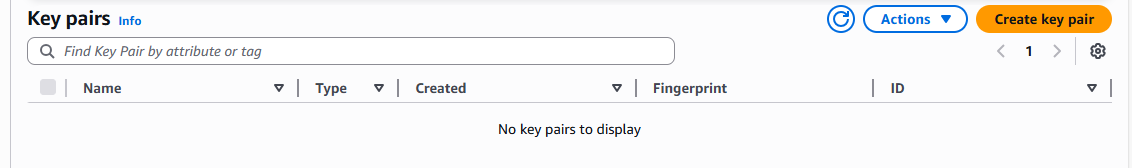 Key pairs Info Actions Create key pair
Find Key Pair by attribute or tag 1
Name Type Created Fingerprint ID
No key pairs to display